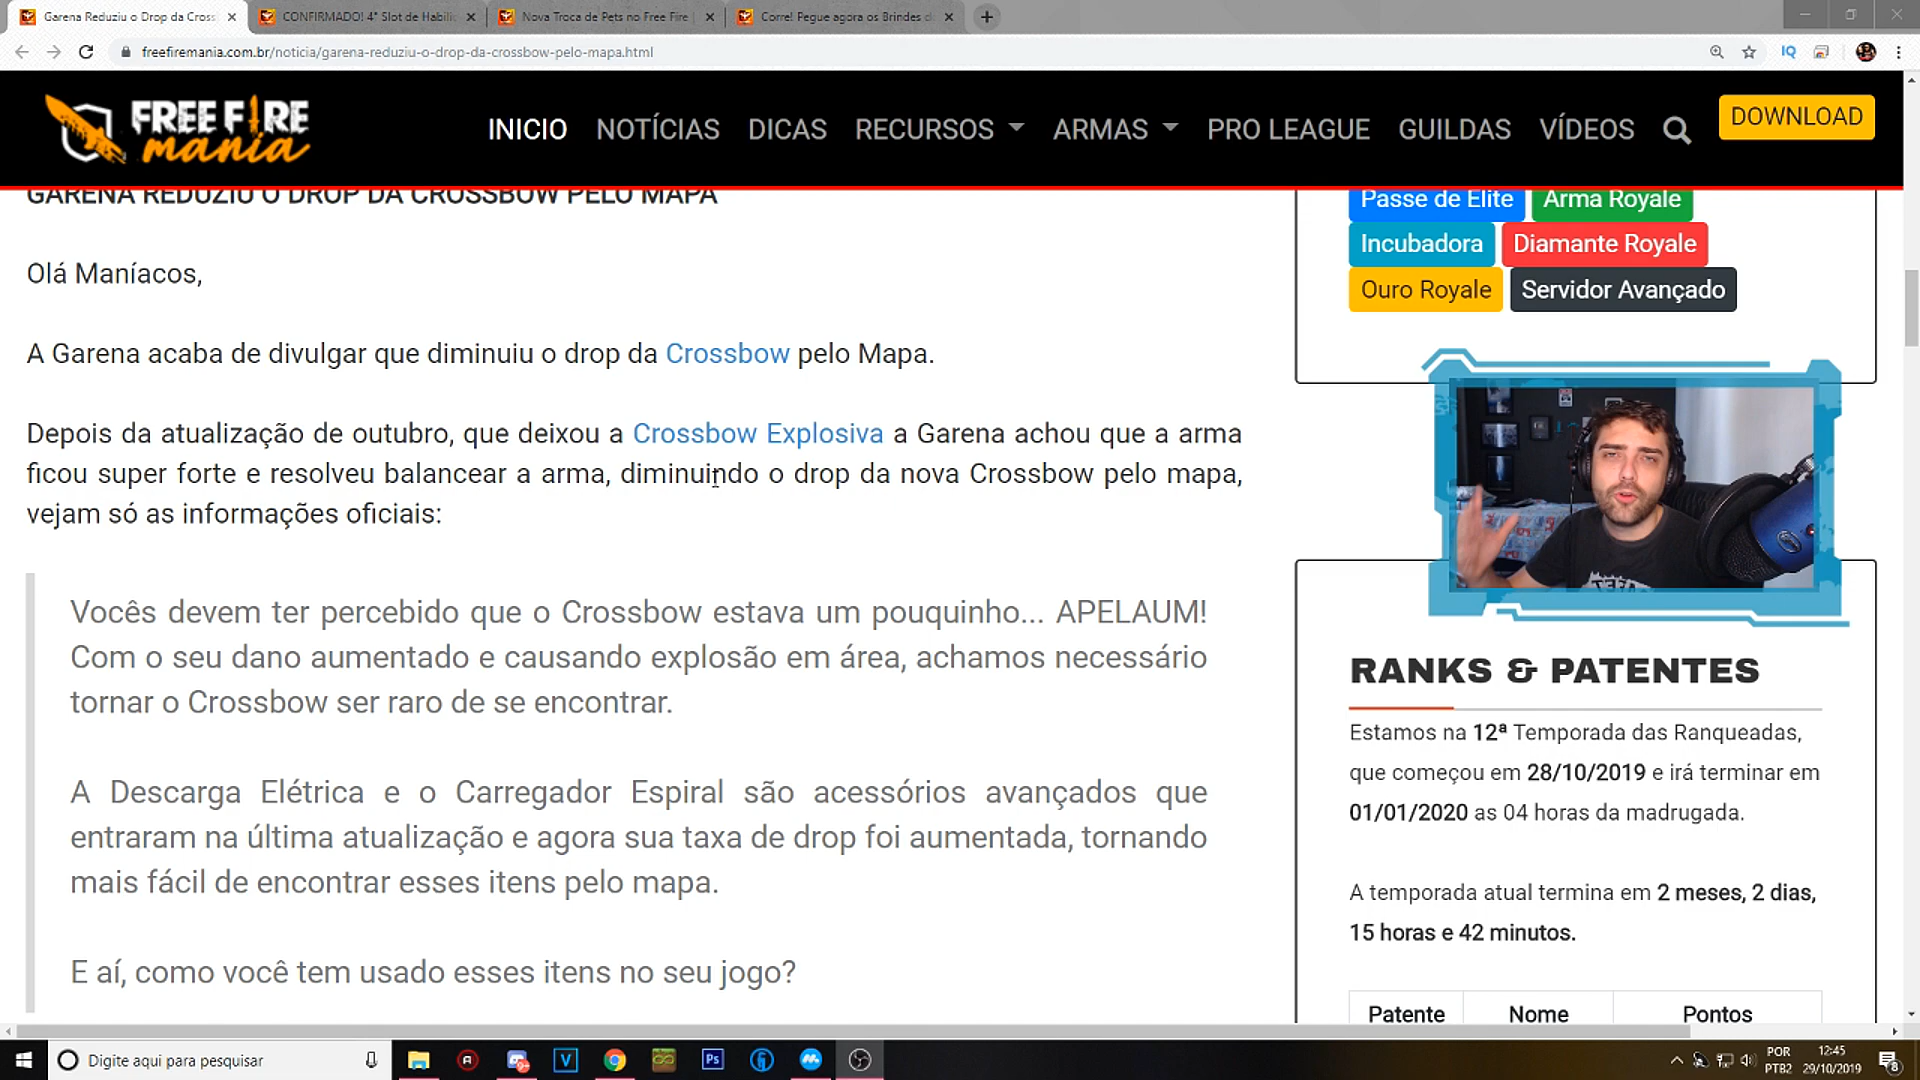 Garena Reduziu o Drop da Cross
CONFIRMADO! 4° Slot de Habili
Nova Troca de Pets no Free Fire
Corre! Pegue agora os Brindes d
freefiremania.com.br/noticia/garena-reduziu-o-drop-da-crossbow-pelo-mapa.html
IQ
FREE FIRE
mania
INICIO NOTÍCIAS DICAS RECURSOS ARMAS PRO LEAGUE GUILDAS VÍDEOS
DOWNLOAD
GARENA REDUZIU O DROP DA CROSSBOW PELO MAPA
Olá Maníacos,
A Garena acaba de divulgar que diminuiu o drop da Crossbow pelo Mapa.
Depois da atualização de outubro, que deixou a Crossbow Explosiva a Garena achou que a arma
ficou super forte e resolveu balancear a arma, diminuindo o drop da nova Crossbow pelo mapa,
vejam só as informações oficiais:
Vocês devem ter percebido que o Crossbow estava um pouquinho... APELAUM!
Com o seu dano aumentado e causando explosão em área, achamos necessário
tornar o Crossbow ser raro de se encontrar.
A Descarga Elétrica e o Carregador Espiral são acessórios avançados que
entraram na última atualização e agora sua taxa de drop foi aumentada, tornando
mais fácil de encontrar esses itens pelo mapa.
E aí, como você tem usado esses itens no seu jogo?
Passe de Elite Arma Royale
Incubadora Diamante Royale
Ouro Royale Servidor Avançado
RANKS & PATENTES
Estamos na 12ª Temporada das Ranqueadas,
que começou em 28/10/2019 e irá terminar em
01/01/2020 as 04 horas da madrugada.
A temporada atual termina em 2 meses, 2 dias,
15 horas e 42 minutos.
Patente Nome Pontos
Digite aqui para pesquisar
V
Ps
POR
PTB2
12:45
29/10/2019
8